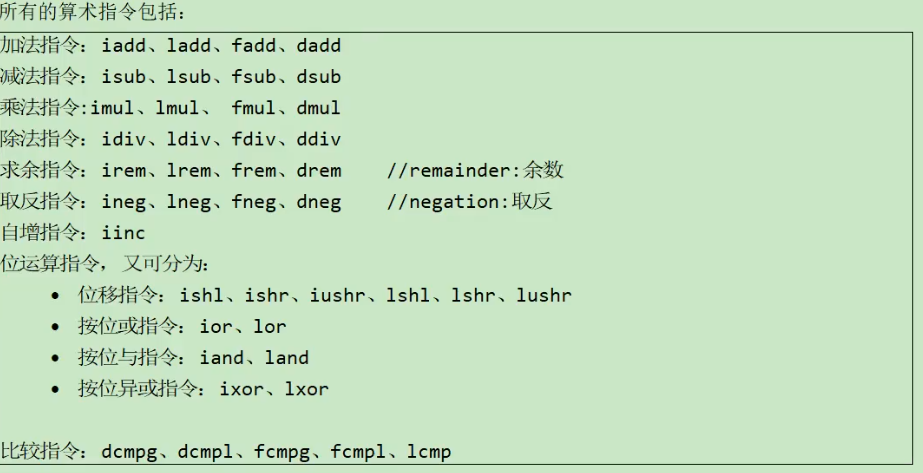 所有的算术指令包括:
加法指令: iadd、ladd、fadd、dadd
减法指令: isub、lsub、fsub、dsub
乘法指令:imul、lmul、 fmul、dmul
除法指令: idiv、ldiv、fdiv、ddiv
求余指令: irem、lrem、frem、drem    //remainder:余数
取反指令: ineg、lneg、fneg、dneg    //negation:取反
自增指令: iinc
位运算指令, 又可分为:
• 位移指令: ishl、ishr、iushr、lshl、lshr、lushr
• 按位或指令: ior、lor
• 按位与指令: iand、land
• 按位异或指令: ixor、lxor
比较指令: dcmpg、dcmpl、fcmpg、fcmpl、lcmp